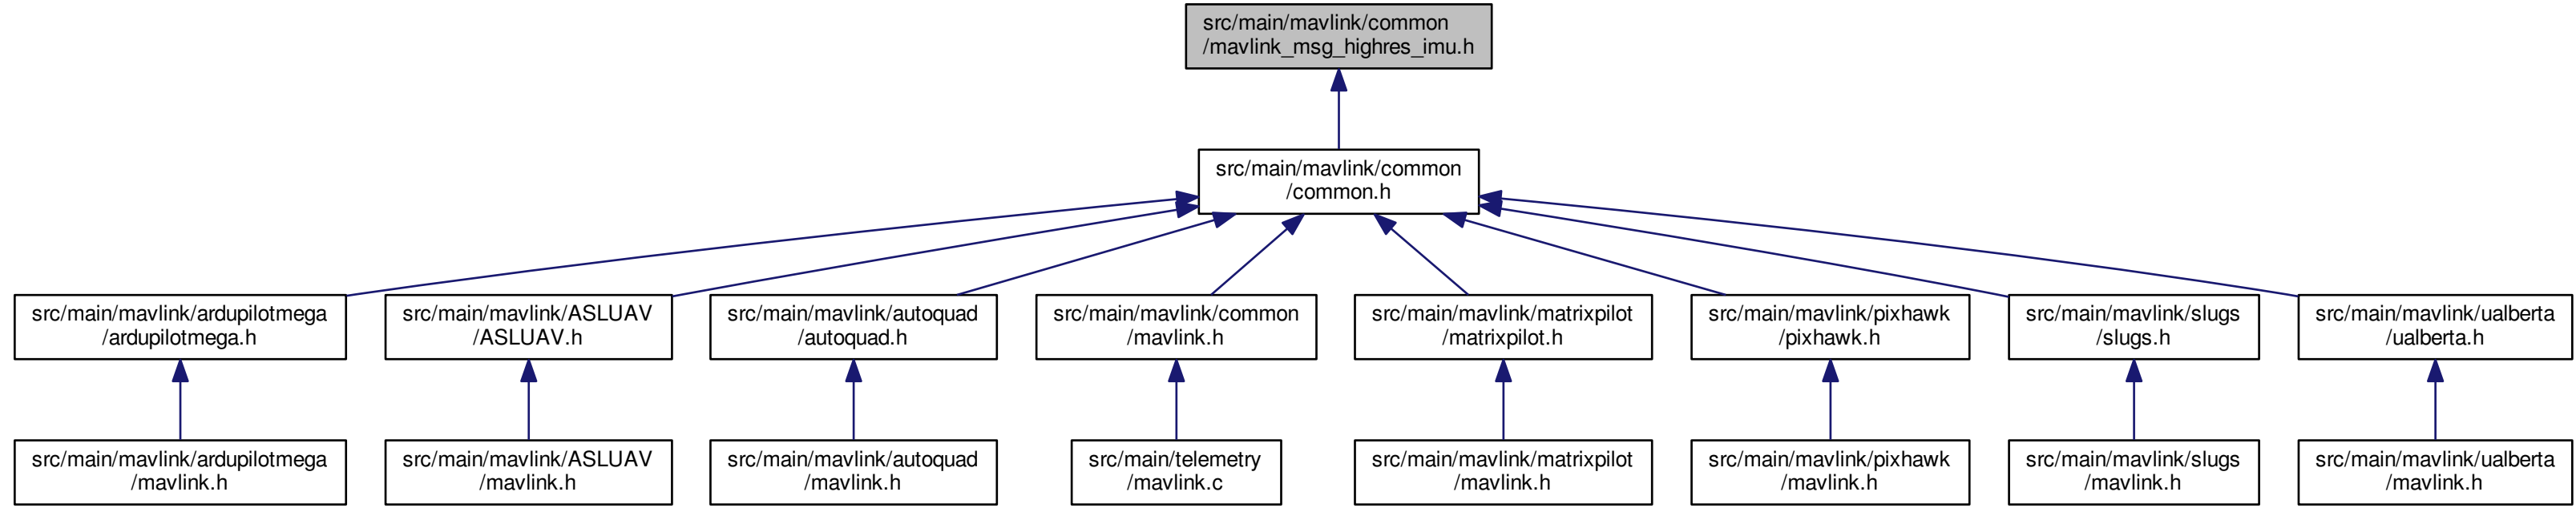 src/main/mavlink/common
/mavlink_msg_highres_imu.h
src/main/mavlink/common
/common.h
src/main/mavlink/ardupilotmega
/ardupilotmega.h
src/main/mavlink/ASLUAV
/ASLUAV.h
src/main/mavlink/autoquad
/autoquad.h
src/main/mavlink/common
/mavlink.h
src/main/mavlink/matrixpilot
/matrixpilot.h
src/main/mavlink/pixhawk
/pixhawk.h
src/main/mavlink/slugs
/slugs.h
src/main/mavlink/ualberta
/ualberta.h
src/main/mavlink/ardupilotmega
/mavlink.h
src/main/mavlink/ASLUAV
/mavlink.h
src/main/mavlink/autoquad
/mavlink.h
src/main/telemetry
/mavlink.c
src/main/mavlink/matrixpilot
/mavlink.h
src/main/mavlink/pixhawk
/mavlink.h
src/main/mavlink/slugs
/mavlink.h
src/main/mavlink/ualberta
/mavlink.h